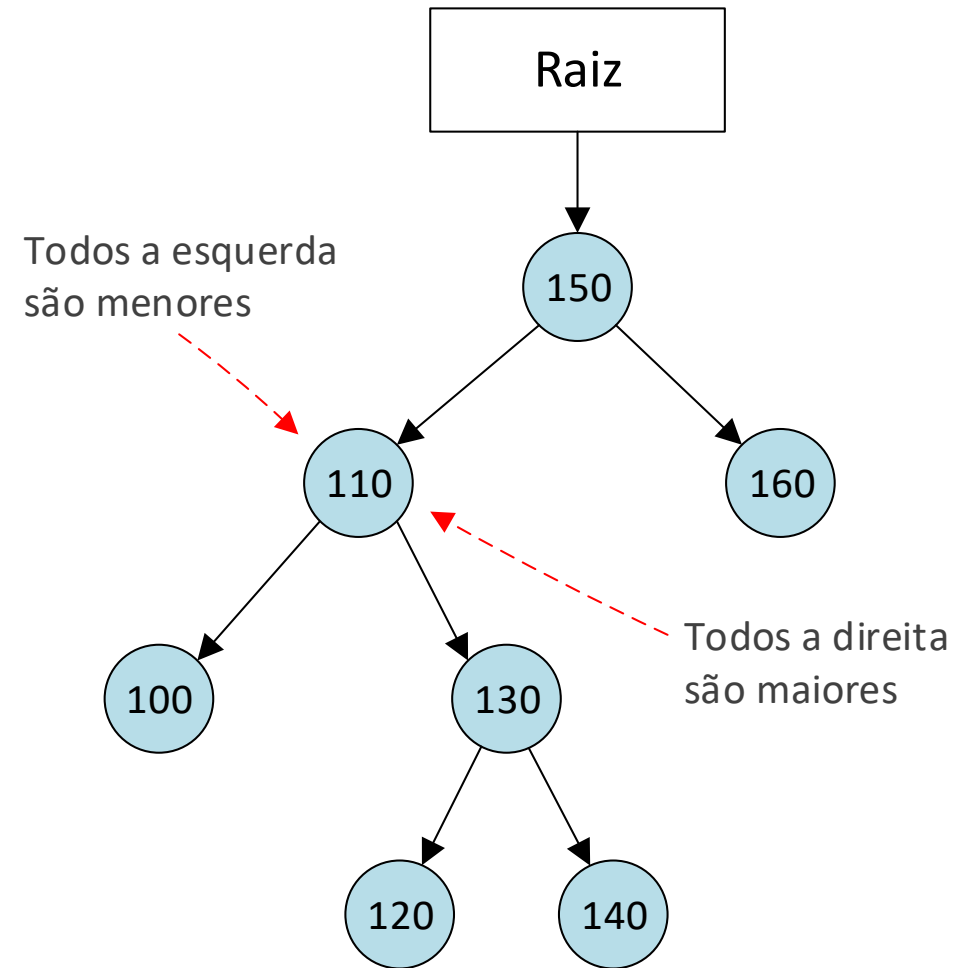 Raiz
Todos a esquerda
são menores
150
110
160
Todos a direita
são maiores
100
130
120
140